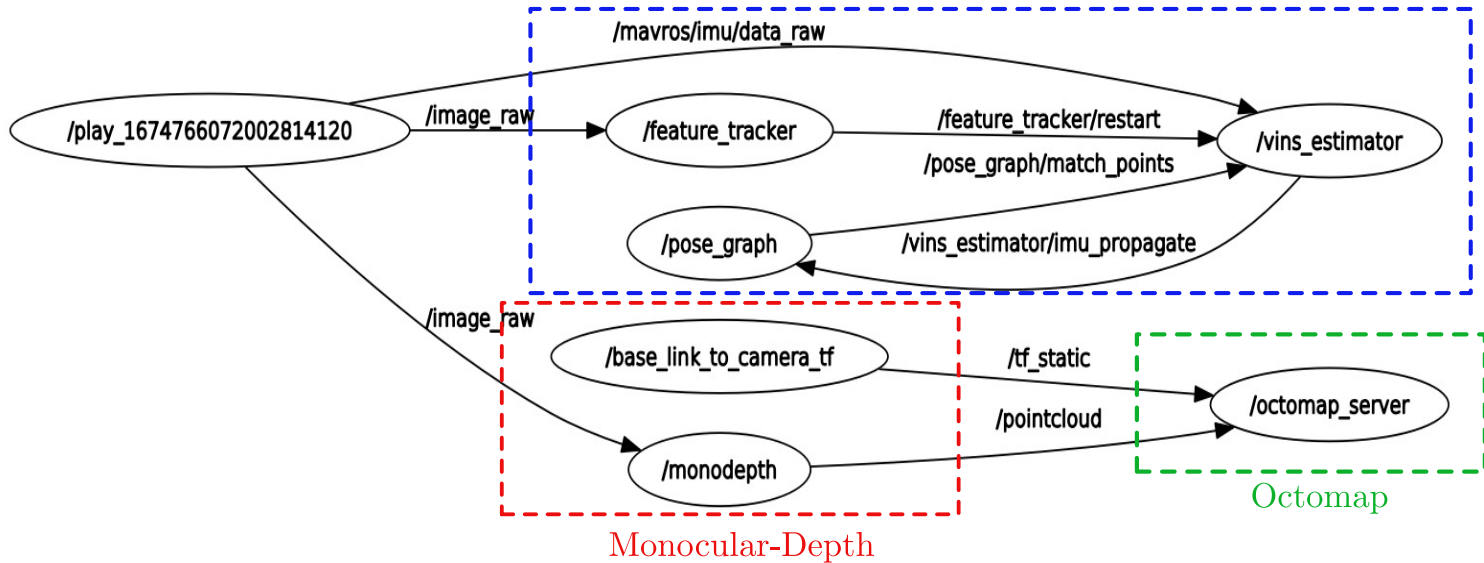 /mavros/imu/data_raw
/image_raw
/play_1674766072002814120
/feature_tracker
/feature_tracker/restart
/vins_estimator
/pose_graph/match_points
/pose_graph
/vins_estimator/imu_propagate
/image_raw
/base_link_to_camera_tf
/tf_static
/octomap_server
/pointcloud
/monodepth
Octomap
Monocular-Depth